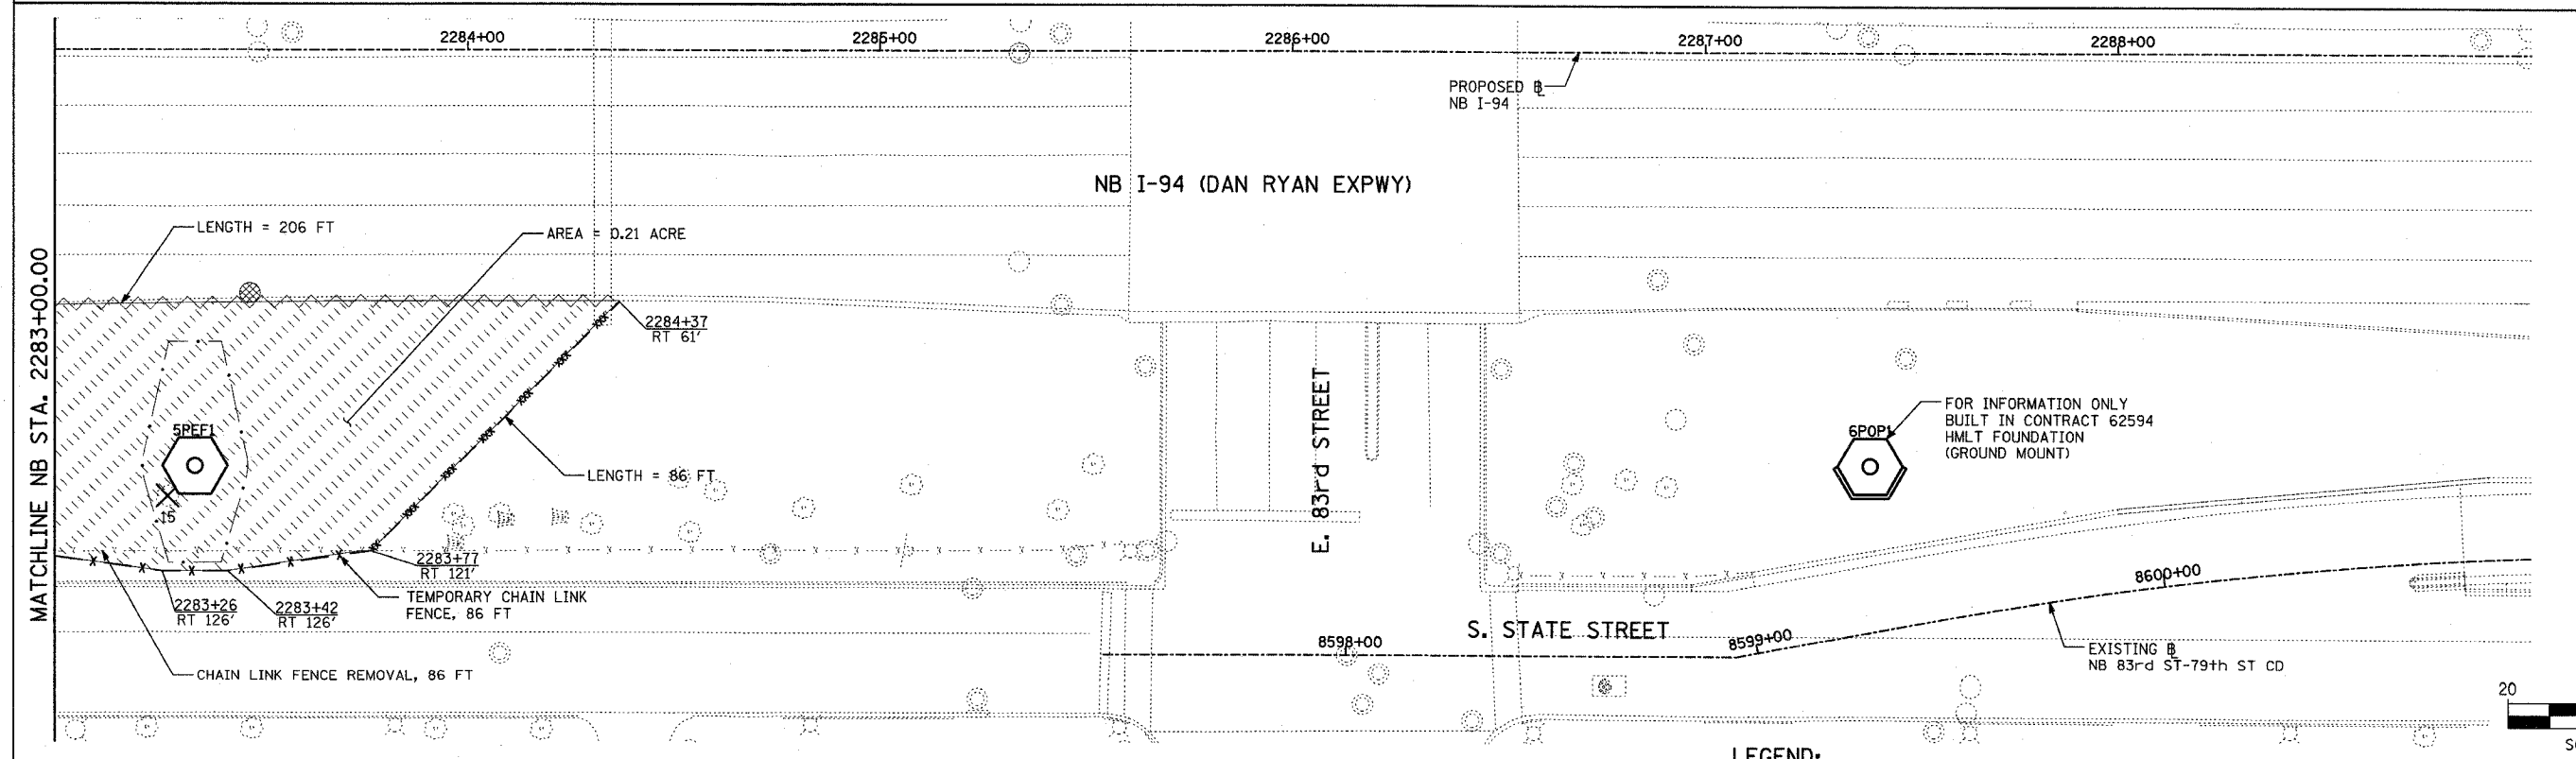 2284+00
2285+00
2286+00
2287+00
2288+00
PROPOSED
NB I-94
NB I-94 (DAN RYAN EXPWY)
LENGTH = 206 FT
AREA = 0.21 ACRE
MATCHLINE NB STA. 2283+00.00
2284+37
RT 61'
E. 83rd STREET
FOR INFORMATION ONLY
BUILT IN CONTRACT 62594
HMLT FOUNDATION
(GROUND MOUNT)
5PEF1
6POP1
LENGTH = 86 FT
15
2283+77
RT 121'
2283+26
RT 126'
2283+42
RT 126'
TEMPORARY CHAIN LINK
FENCE, 86 FT
8600+00
S. STATE STREET
8598+00
8599+00
EXISTING
NB 83rd ST-79th ST CD
CHAIN LINK FENCE REMOVAL, 86 FT
20
LEGEND: